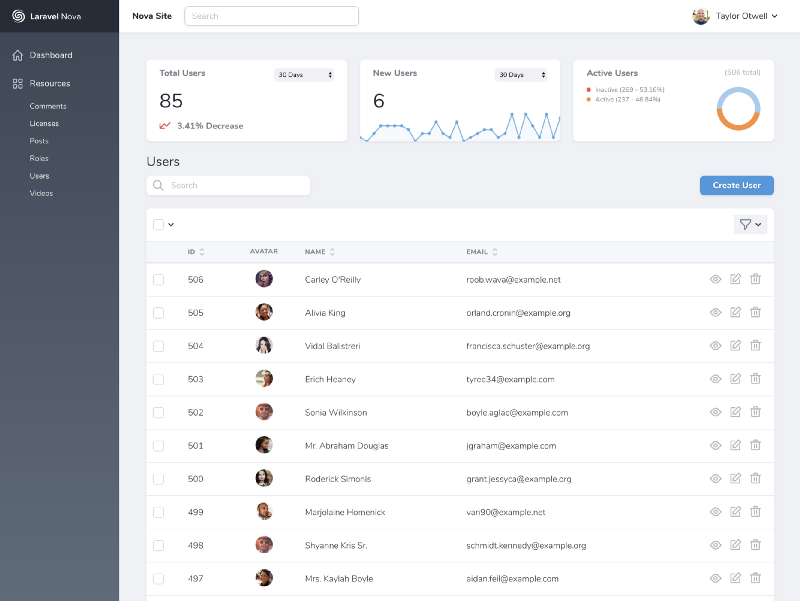 Laravel Nova
Nova Site
Search
Taylor Otwell
Dashboard
Resources
Comments
Licenses
Posts
Roles
Users
Videos
Total Users
30 Days
85
3.41% Decrease
New Users
30 Days
6
Active Users
(506 total)
Inactive (269 - 53.16%)
Active (237 - 46.84%)
Users
Search
Create User
ID AVATAR NAME EMAIL
506 Carley O'Reilly roob.wava@example.net
505 Alivia King orland.cronin@example.org
504 Vidal Balistreri francisca.schuster@example.org
503 Erich Heaney tyree34@example.com
502 Sonia Wilkinson boyle.aglae@example.com
501 Mr. Abraham Douglas jgraham@example.com
500 Roderick Simonis grant.jessyca@example.org
499 Marjolaine Homenick van90@example.net
498 Shyanne Kris Sr. schmidt.kennedy@example.org
497 Mrs. Kaylah Boyle aidan.feil@example.com